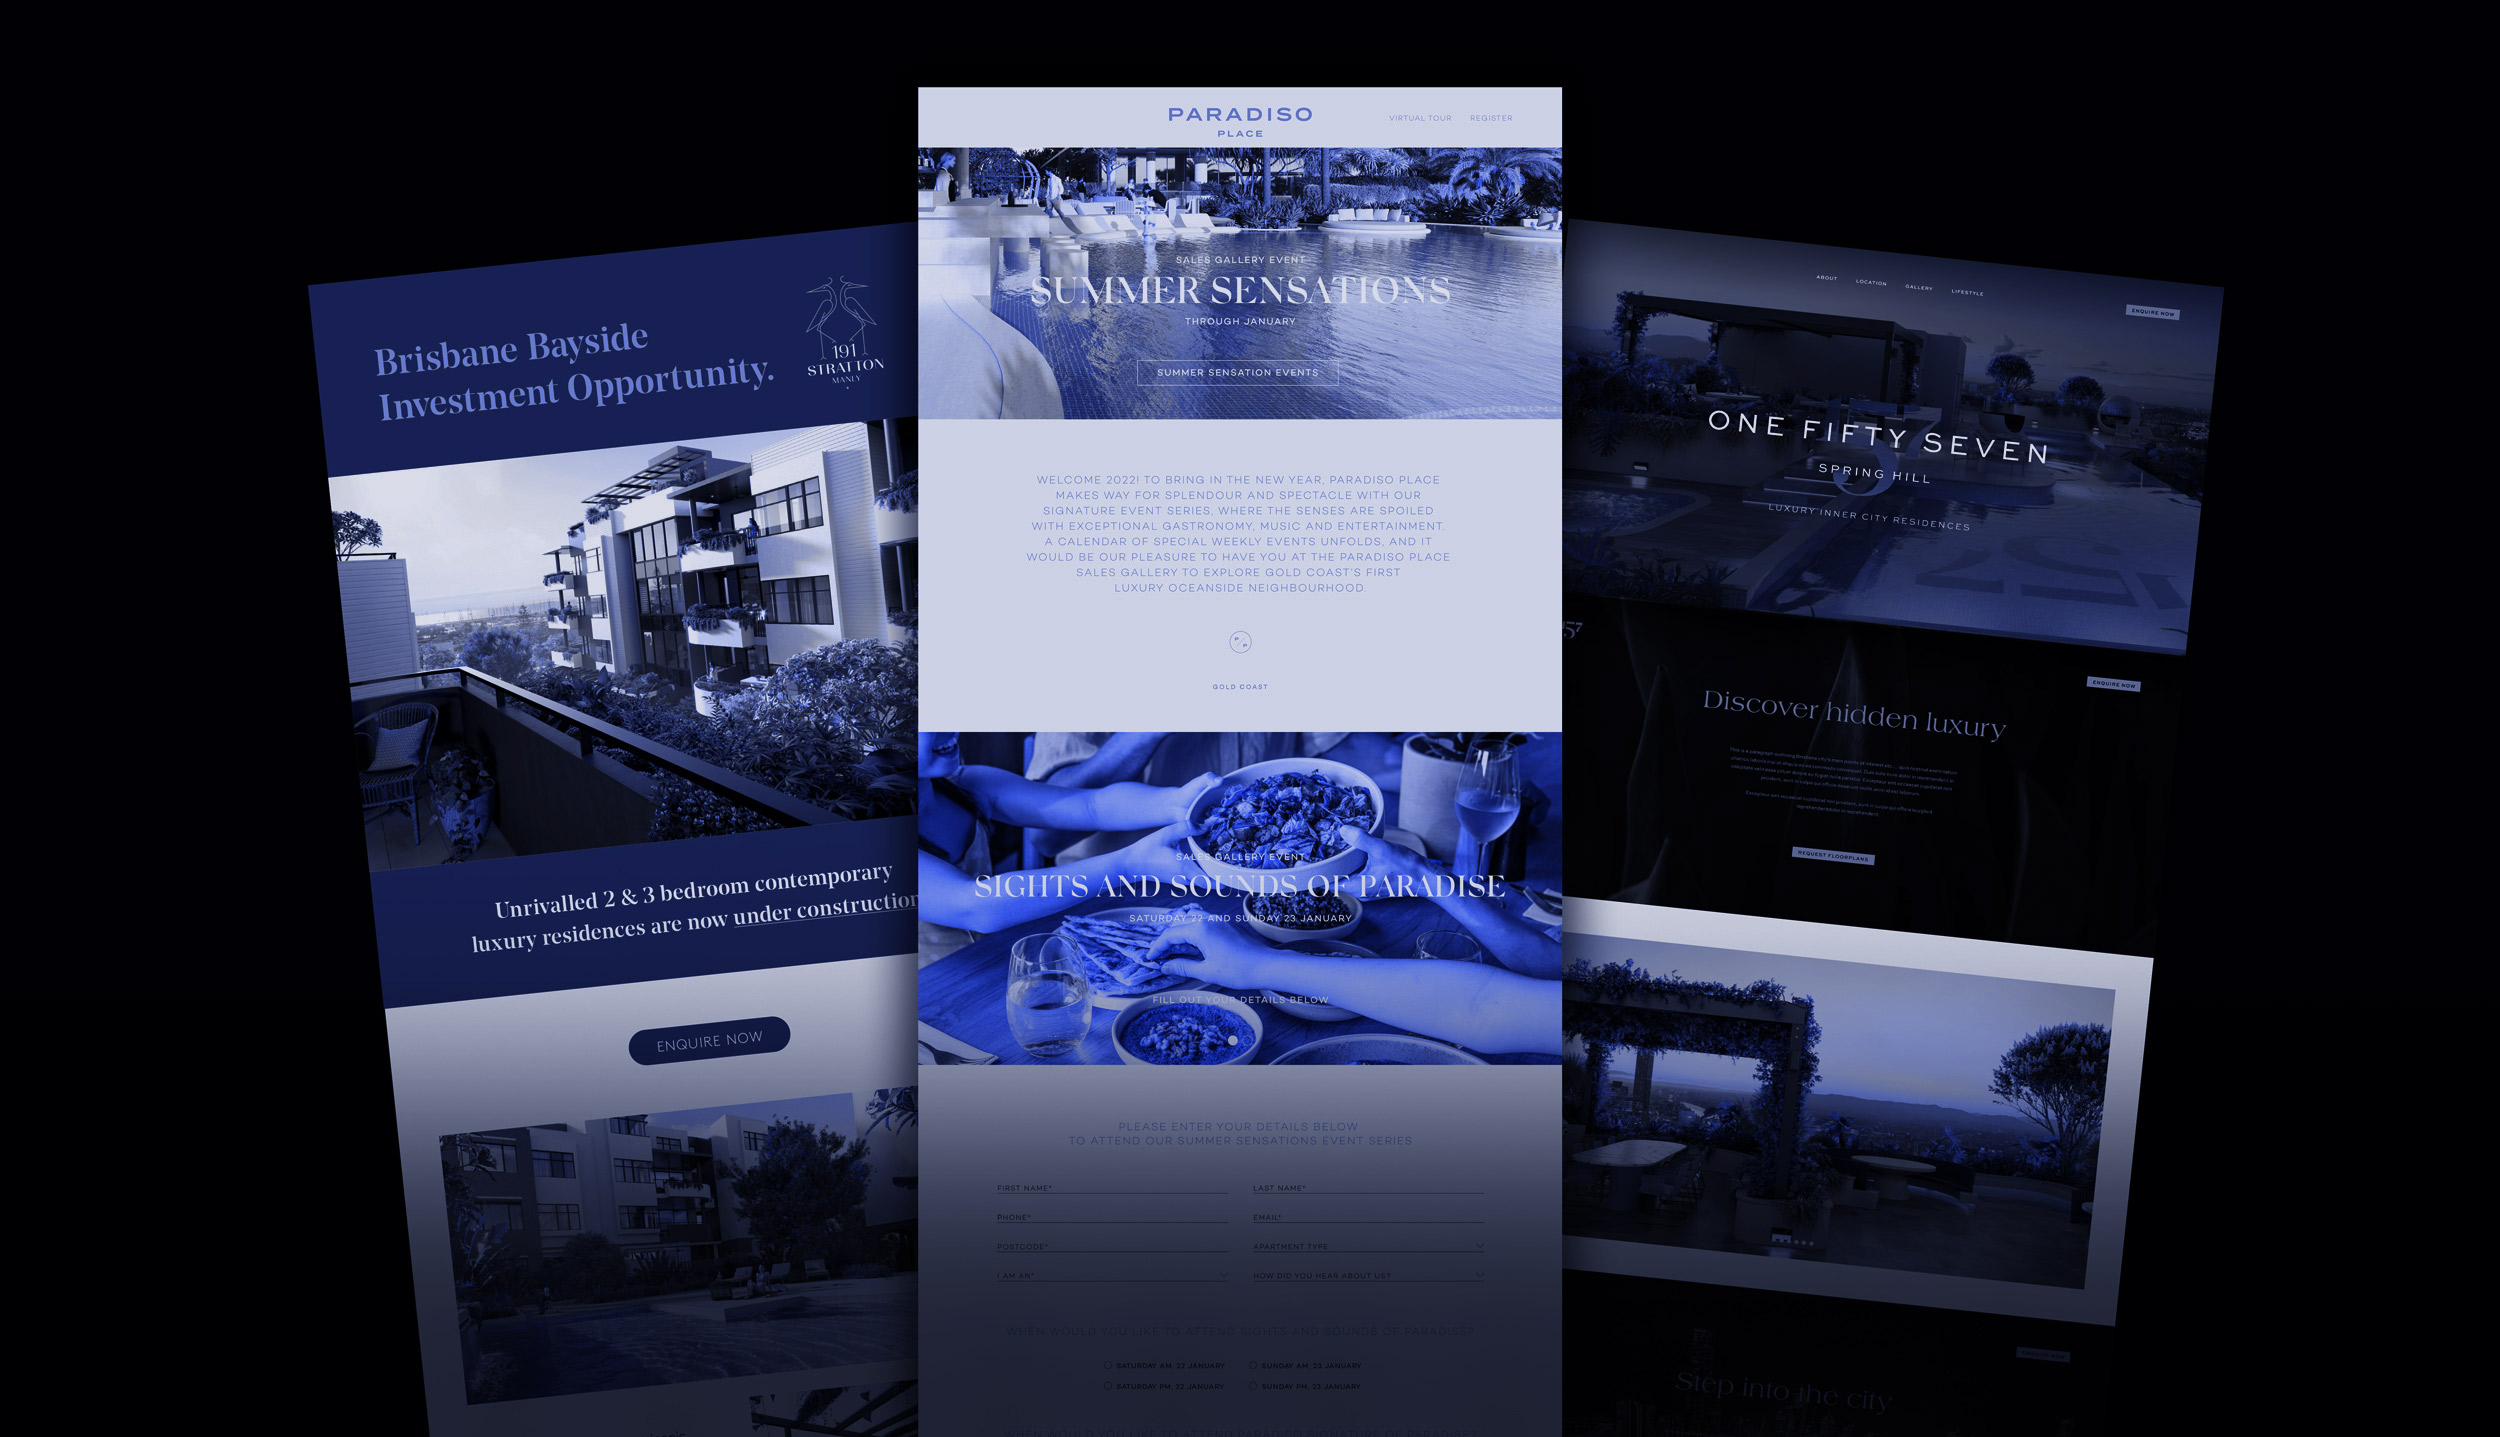 Brisbane Bayside
Investment Opportunity.
191
STRATTON
MANLY
Unrivalled 2 & 3 bedroom contemporary
luxury residences are now under construction
ENQUIRE NOW
PARADISO
PLACE
VIRTUAL TOUR
REGISTER
SALES GALLERY EVENT
SUMMER SENSATIONS
THROUGH JANUARY
SUMMER SENSATION EVENTS
WELCOME 2022! TO BRING IN THE NEW YEAR, PARADISO PLACE
MAKES WAY FOR SPLENDOUR AND SPECTACLE WITH OUR
SIGNATURE EVENT SERIES, WHERE THE SENSES ARE SPOILED
WITH EXCEPTIONAL GASTRONOMY, MUSIC AND ENTERTAINMENT.
A CALENDAR OF SPECIAL WEEKLY EVENTS UNFOLDS, AND IT
WOULD BE OUR PLEASURE TO HAVE YOU AT THE PARADISO PLACE
SALES GALLERY TO EXPLORE GOLD COAST'S FIRST
LUXURY OCEANSIDE NEIGHBOURHOOD.
P
P
GOLD COAST
SALES GALLERY EVENT
SIGHTS AND SOUNDS OF PARADISE
SATURDAY 22 AND SUNDAY 23 JANUARY
FILL OUT YOUR DETAILS BELOW
PLEASE ENTER YOUR DETAILS BELOW
TO ATTEND OUR SUMMER SENSATIONS EVENT SERIES
FIRST NAME*
LAST NAME*
PHONE*
EMAIL*
POSTCODE*
APARTMENT TYPE
I AM AN*
HOW DID YOU HEAR ABOUT US?
WHEN WOULD YOU LIKE TO ATTEND SIGHTS AND SOUNDS OF PARADISE?
SATURDAY AM, 22 JANUARY
SUNDAY AM, 23 JANUARY
SATURDAY PM, 22 JANUARY
SUNDAY PM, 23 JANUARY
ABOUT
LOCATION
GALLERY
LIFESTYLE
ENQUIRE NOW
157
ONE FIFTY SEVEN
SPRING HILL
LUXURY INNER CITY RESIDENCES
57
ENQUIRE NOW
Discover hidden luxury
REQUEST FLOORPLANS
ENQUIRE NOW
Step into the city